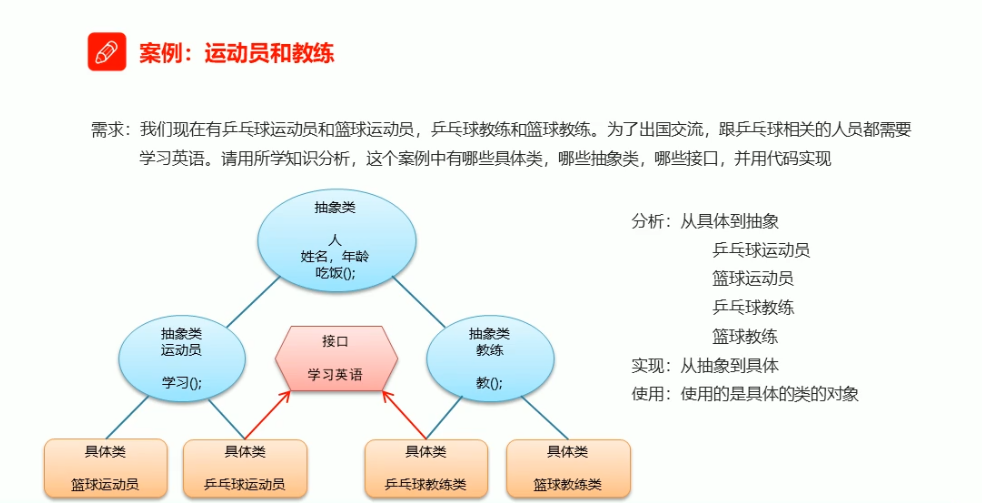 案例：运动员和教练
需求：我们现在有乒乓球运动员和篮球运动员，乒乓球教练和篮球教练。为了出国交流，跟乒乓球相关的人员都需要
学习英语。请用所学知识分析，这个案例中有哪些具体类，哪些抽象类，哪些接口，并用代码实现
抽象类
人
姓名，年龄
吃饭();
抽象类
运动员
学习();
接口
学习英语
抽象类
教练
教();
具体类
篮球运动员
具体类
乒乓球运动员
具体类
乒乓球教练类
具体类
篮球教练类
分析：从具体到抽象
乒乓球运动员
篮球运动员
乒乓球教练
篮球教练
实现：从抽象到具体
使用：使用的是具体的类的对象